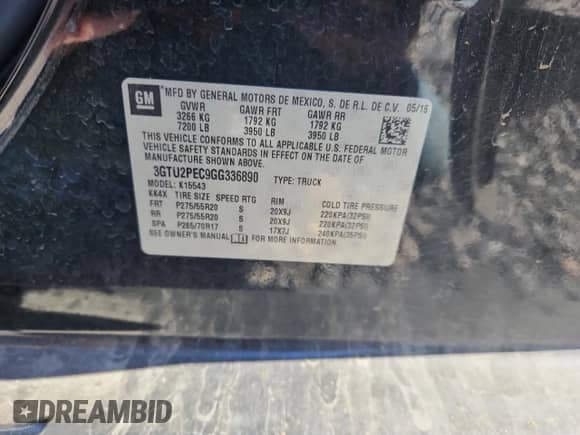 GM
MFD BY GENERAL MOTORS DE MEXICO, S. DE R.L. DE C.V. 05/16
GVWR GAWR FRT GAWR RR
3266 KG 1792 KG 1792 KG
7200 LB 3950 LB 3950 LB
THIS VEHICLE CONFORMS TO ALL APPLICABLE U.S. FEDERAL MOTOR
VEHICLE SAFETY STANDARDS IN EFFECT ON THE DATE OF
MANUFACTURE SHOWN ABOVE.
3GTU2PEC9GG336890 TYPE: TRUCK
MODEL: K15543
KK4X TIRE SIZE SPEED RTG RIM COLD TIRE PRESSURE
FRT P275/55R20 S 20X9J 220KPA(32PSI)
RR P275/55R20 S 20X9J 220KPA(32PSI)
SPA P265/70R17 S 17X7J 240KPA(35PSI)
SEE OWNER'S MANUAL FOR MORE INFORMATION.
DREAMBID